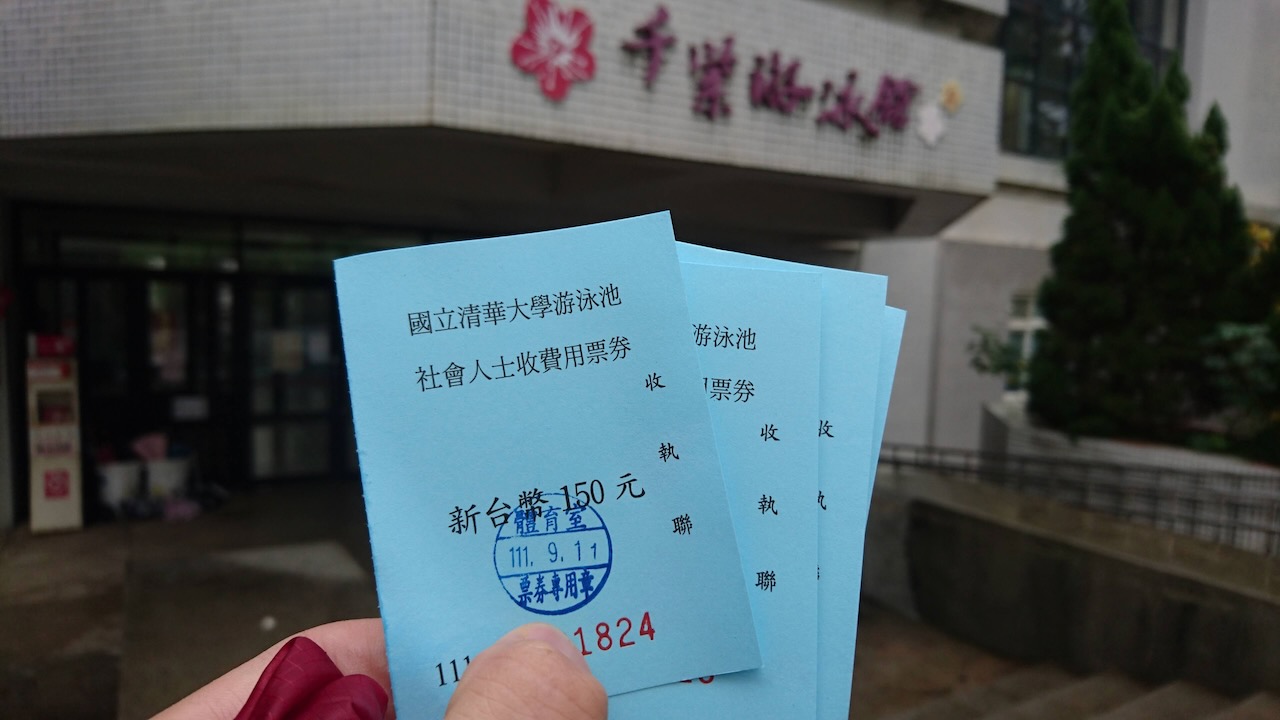 千葉游泳館
國立清華大學游泳池
社會人士收費用票券
收
執
聯
新台幣 150 元
體育室
111. 9. 11
票券專用章
111
1824
游泳池
票券
收
執
聯
收